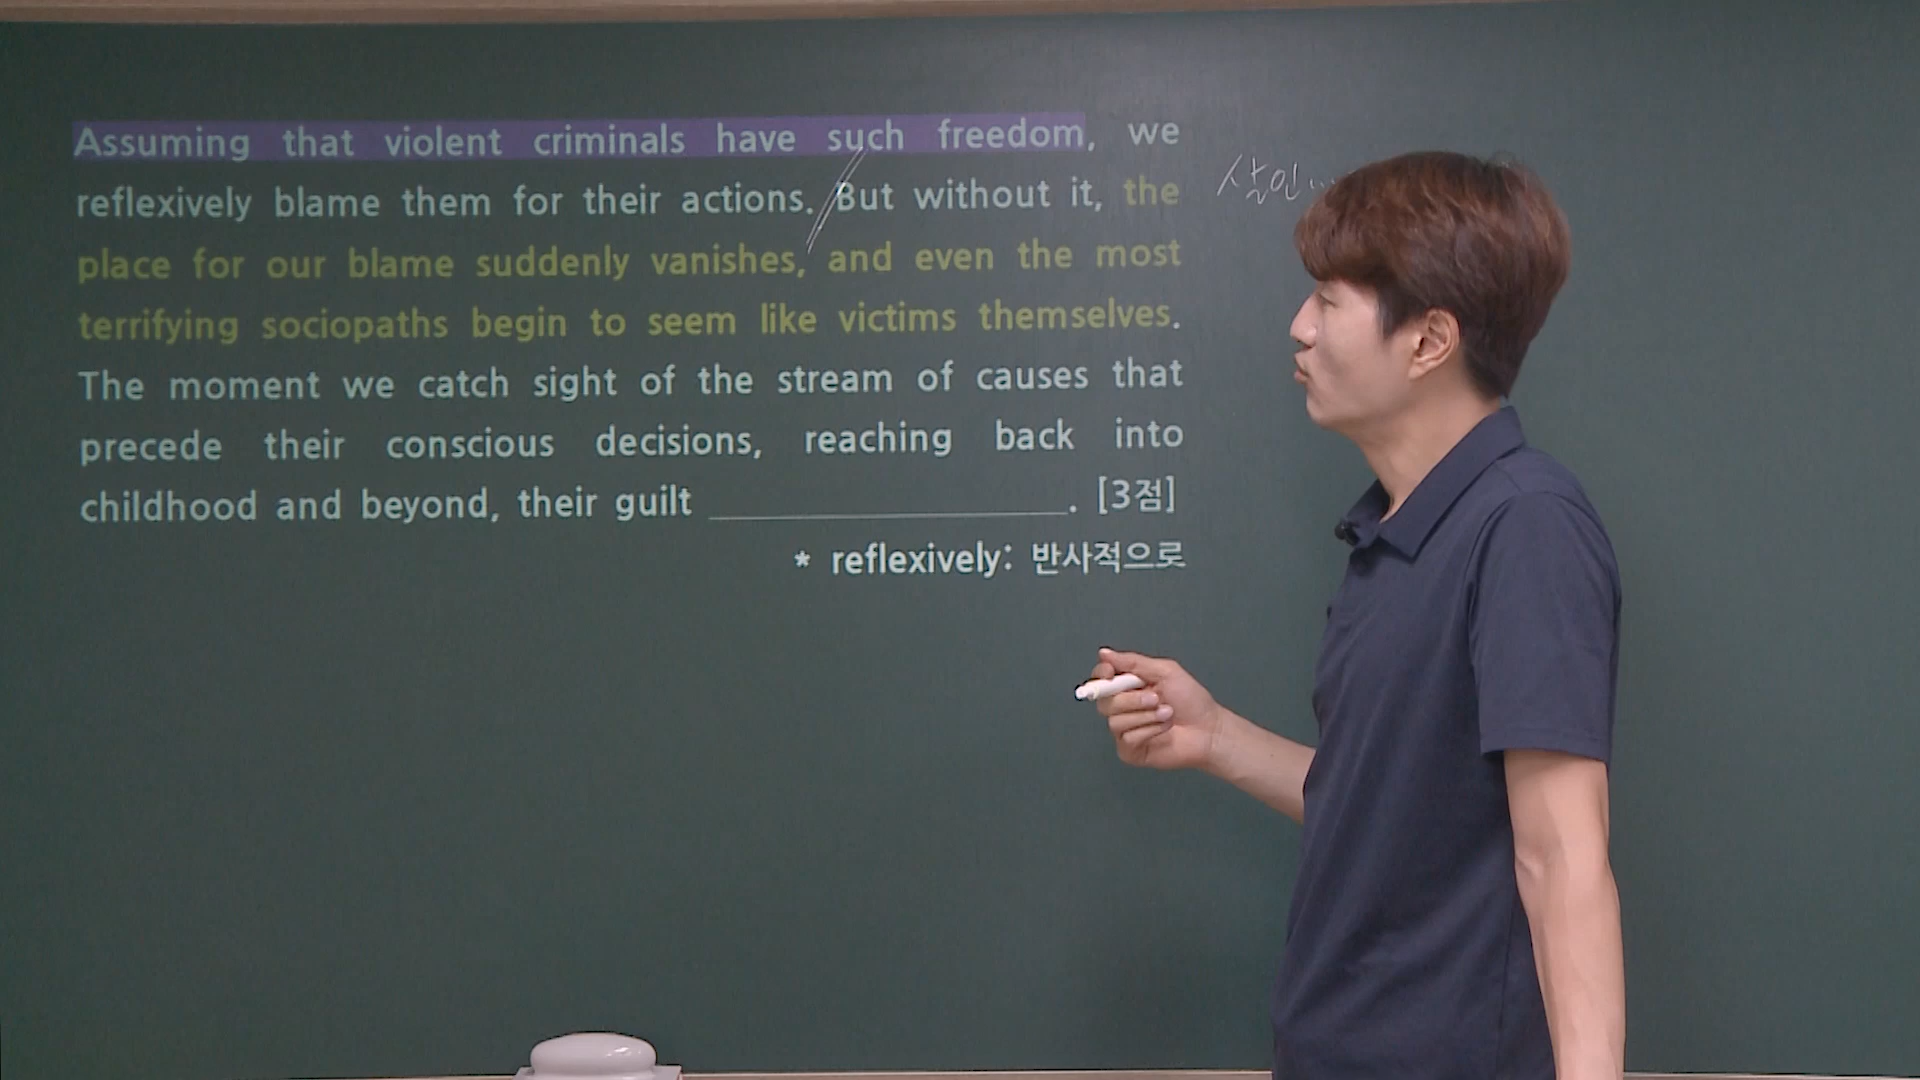 Assuming that violent criminals have such freedom, we
살인...
reflexively blame them for their actions. But without it, the
place for our blame suddenly vanishes, and even the most
terrifying sociopaths begin to seem like victims themselves.
The moment we catch sight of the stream of causes that
precede their conscious decisions, reaching back into
childhood and beyond, their guilt ____________________. [3점]
* reflexively: 반사적으로